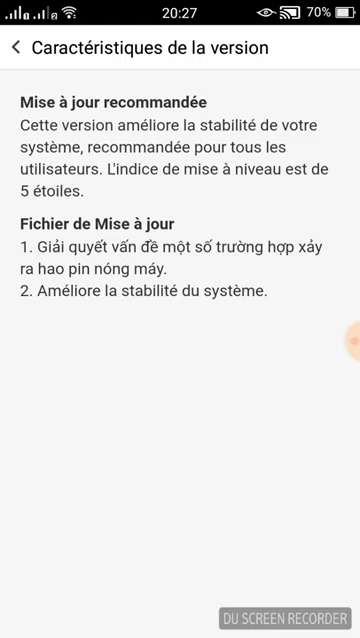 20:27
70%
Caractéristiques de la version
Mise à jour recommandée
Cette version améliore la stabilité de votre
système, recommandée pour tous les
utilisateurs. L'indice de mise à niveau est de
5 étoiles.
Fichier de Mise à jour
1. Giải quyết vấn đề một số trường hợp xảy
ra hao pin nóng máy.
2. Améliore la stabilité du système.
DU SCREEN RECORDER